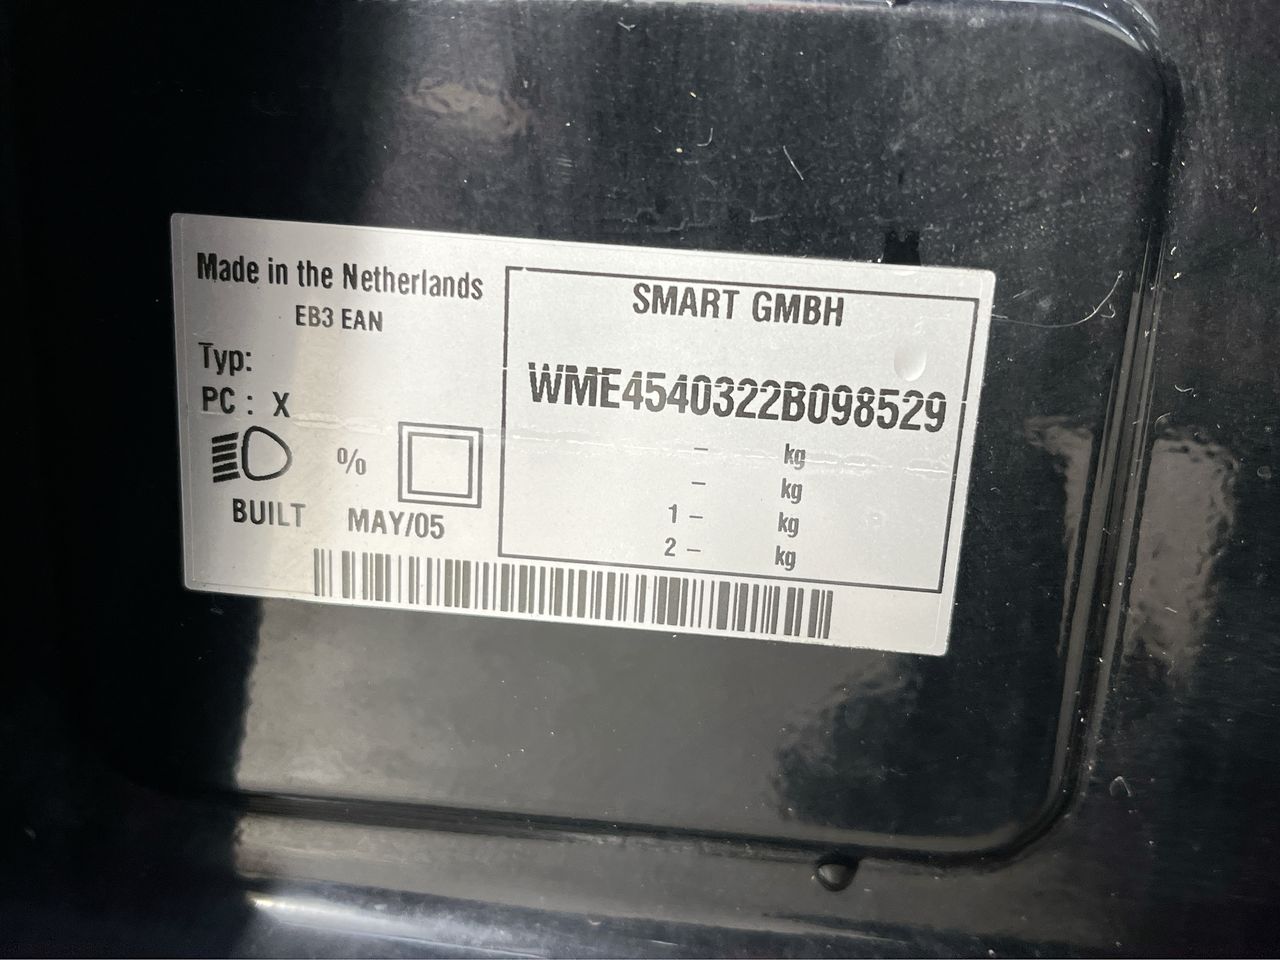 Made in the Netherlands
EB3 EAN
Typ:
PC : X
%
BUILT MAY/05
SMART GMBH
WME4540322B098529
- kg
- kg
1 - kg
2 - kg